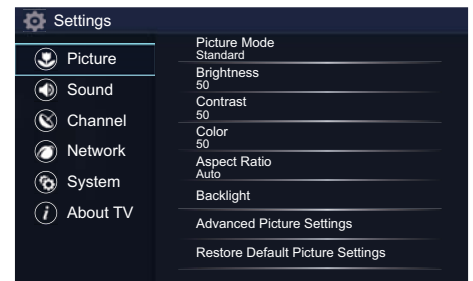 Settings
Picture
Sound
Channel
Network
System
About TV
Picture Mode
Standard
Brightness
50
Contrast
50
Color
50
Aspect Ratio
Auto
Backlight
Advanced Picture Settings
Restore Default Picture Settings